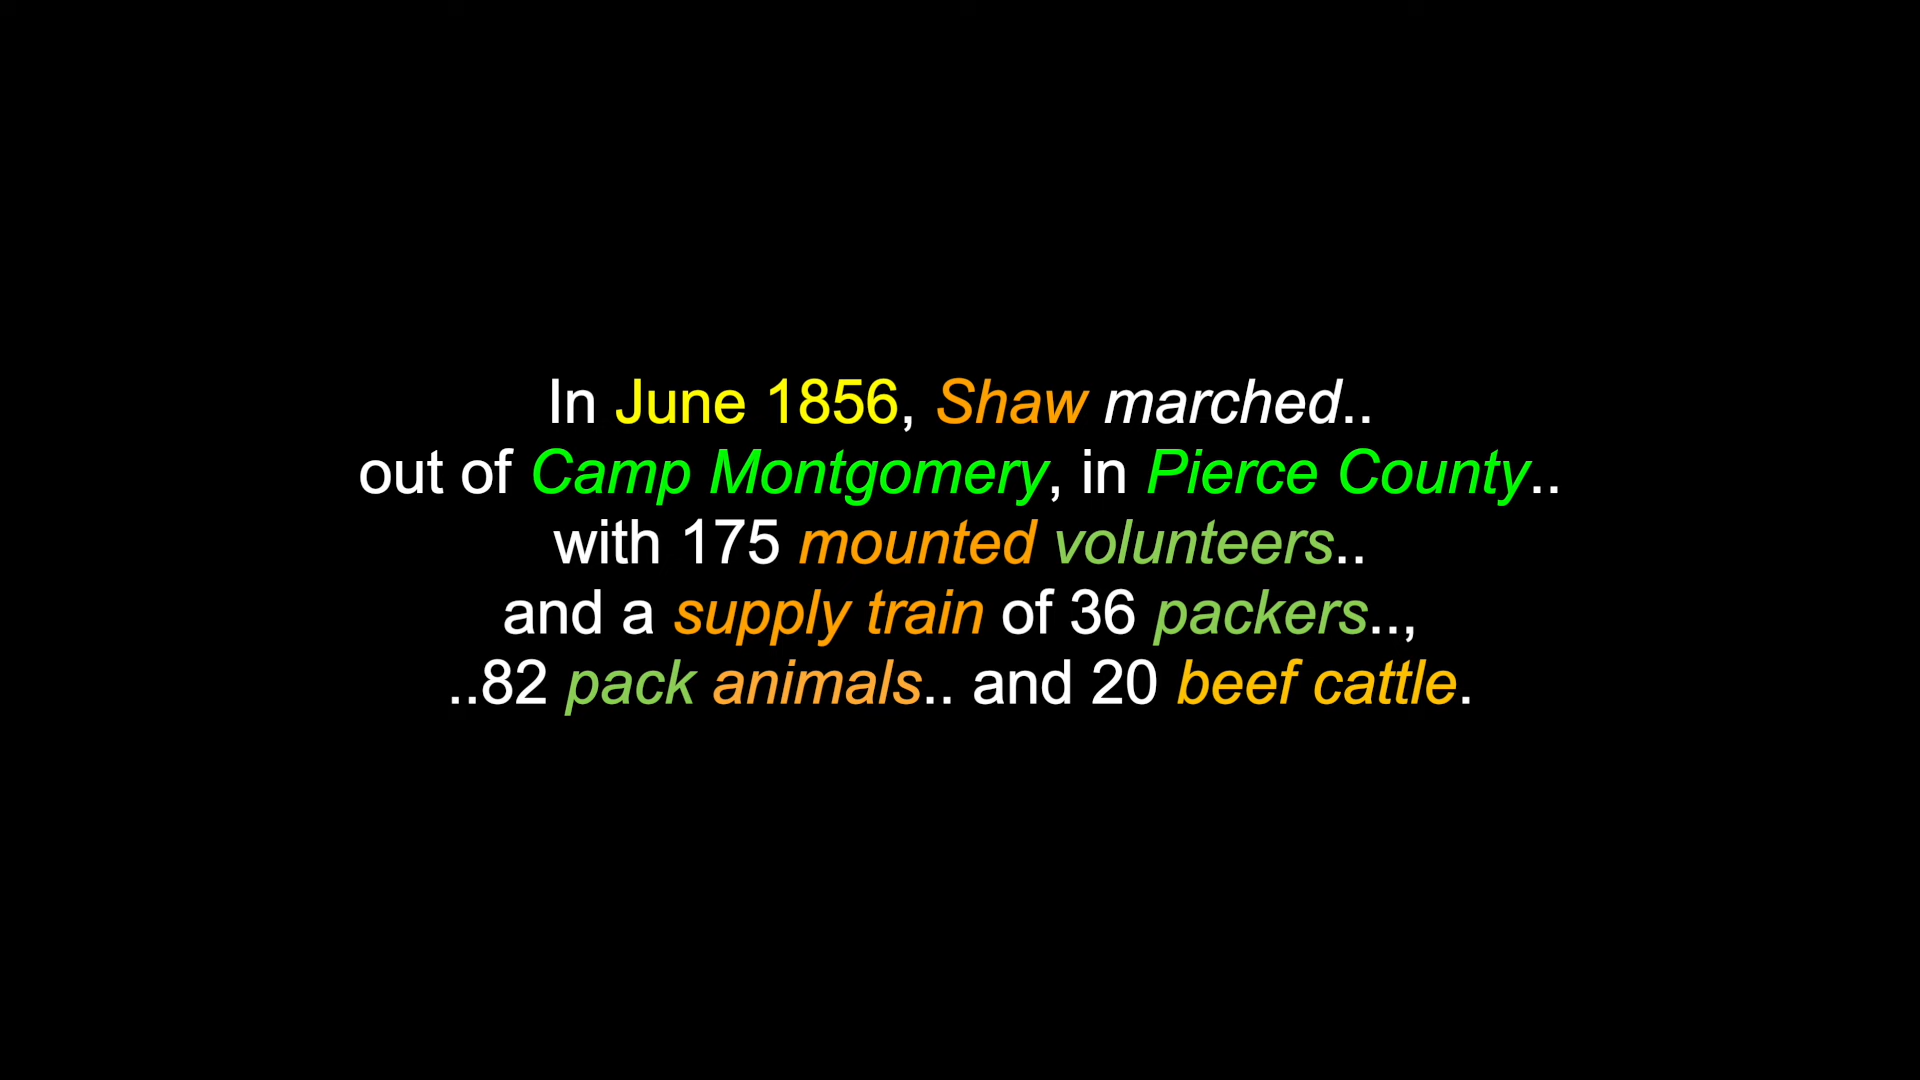 In June 1856, Shaw marched..
out of Camp Montgomery, in Pierce County..
with 175 mounted volunteers..
and a supply train of 36 packers..,
..82 pack animals.. and 20 beef cattle.